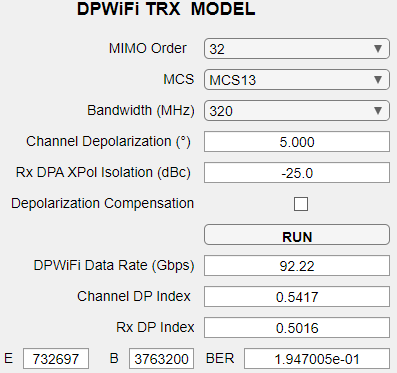 DPWiFi TRX MODEL
MIMO Order 32
MCS MCS13
Bandwidth (MHz) 320
Channel Depolarization (°) 5.000
Rx DPA XPol Isolation (dBc) -25.0
Depolarization Compensation
RUN
DPWiFi Data Rate (Gbps) 92.22
Channel DP Index 0.5417
Rx DP Index 0.5016
E 732697 B 3763200 BER 1.947005e-01